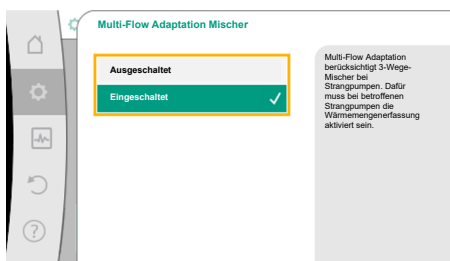 Multi-Flow Adaptation Mischer
Ausgeschaltet
Eingeschaltet
Multi-Flow Adaptation
berücksichtigt 3-Wege-
Mischer bei
Strangpumpen. Dafür
muss bei betroffenen
Strangpumpen die
Wärmemengenerfassung
aktiviert sein.
?